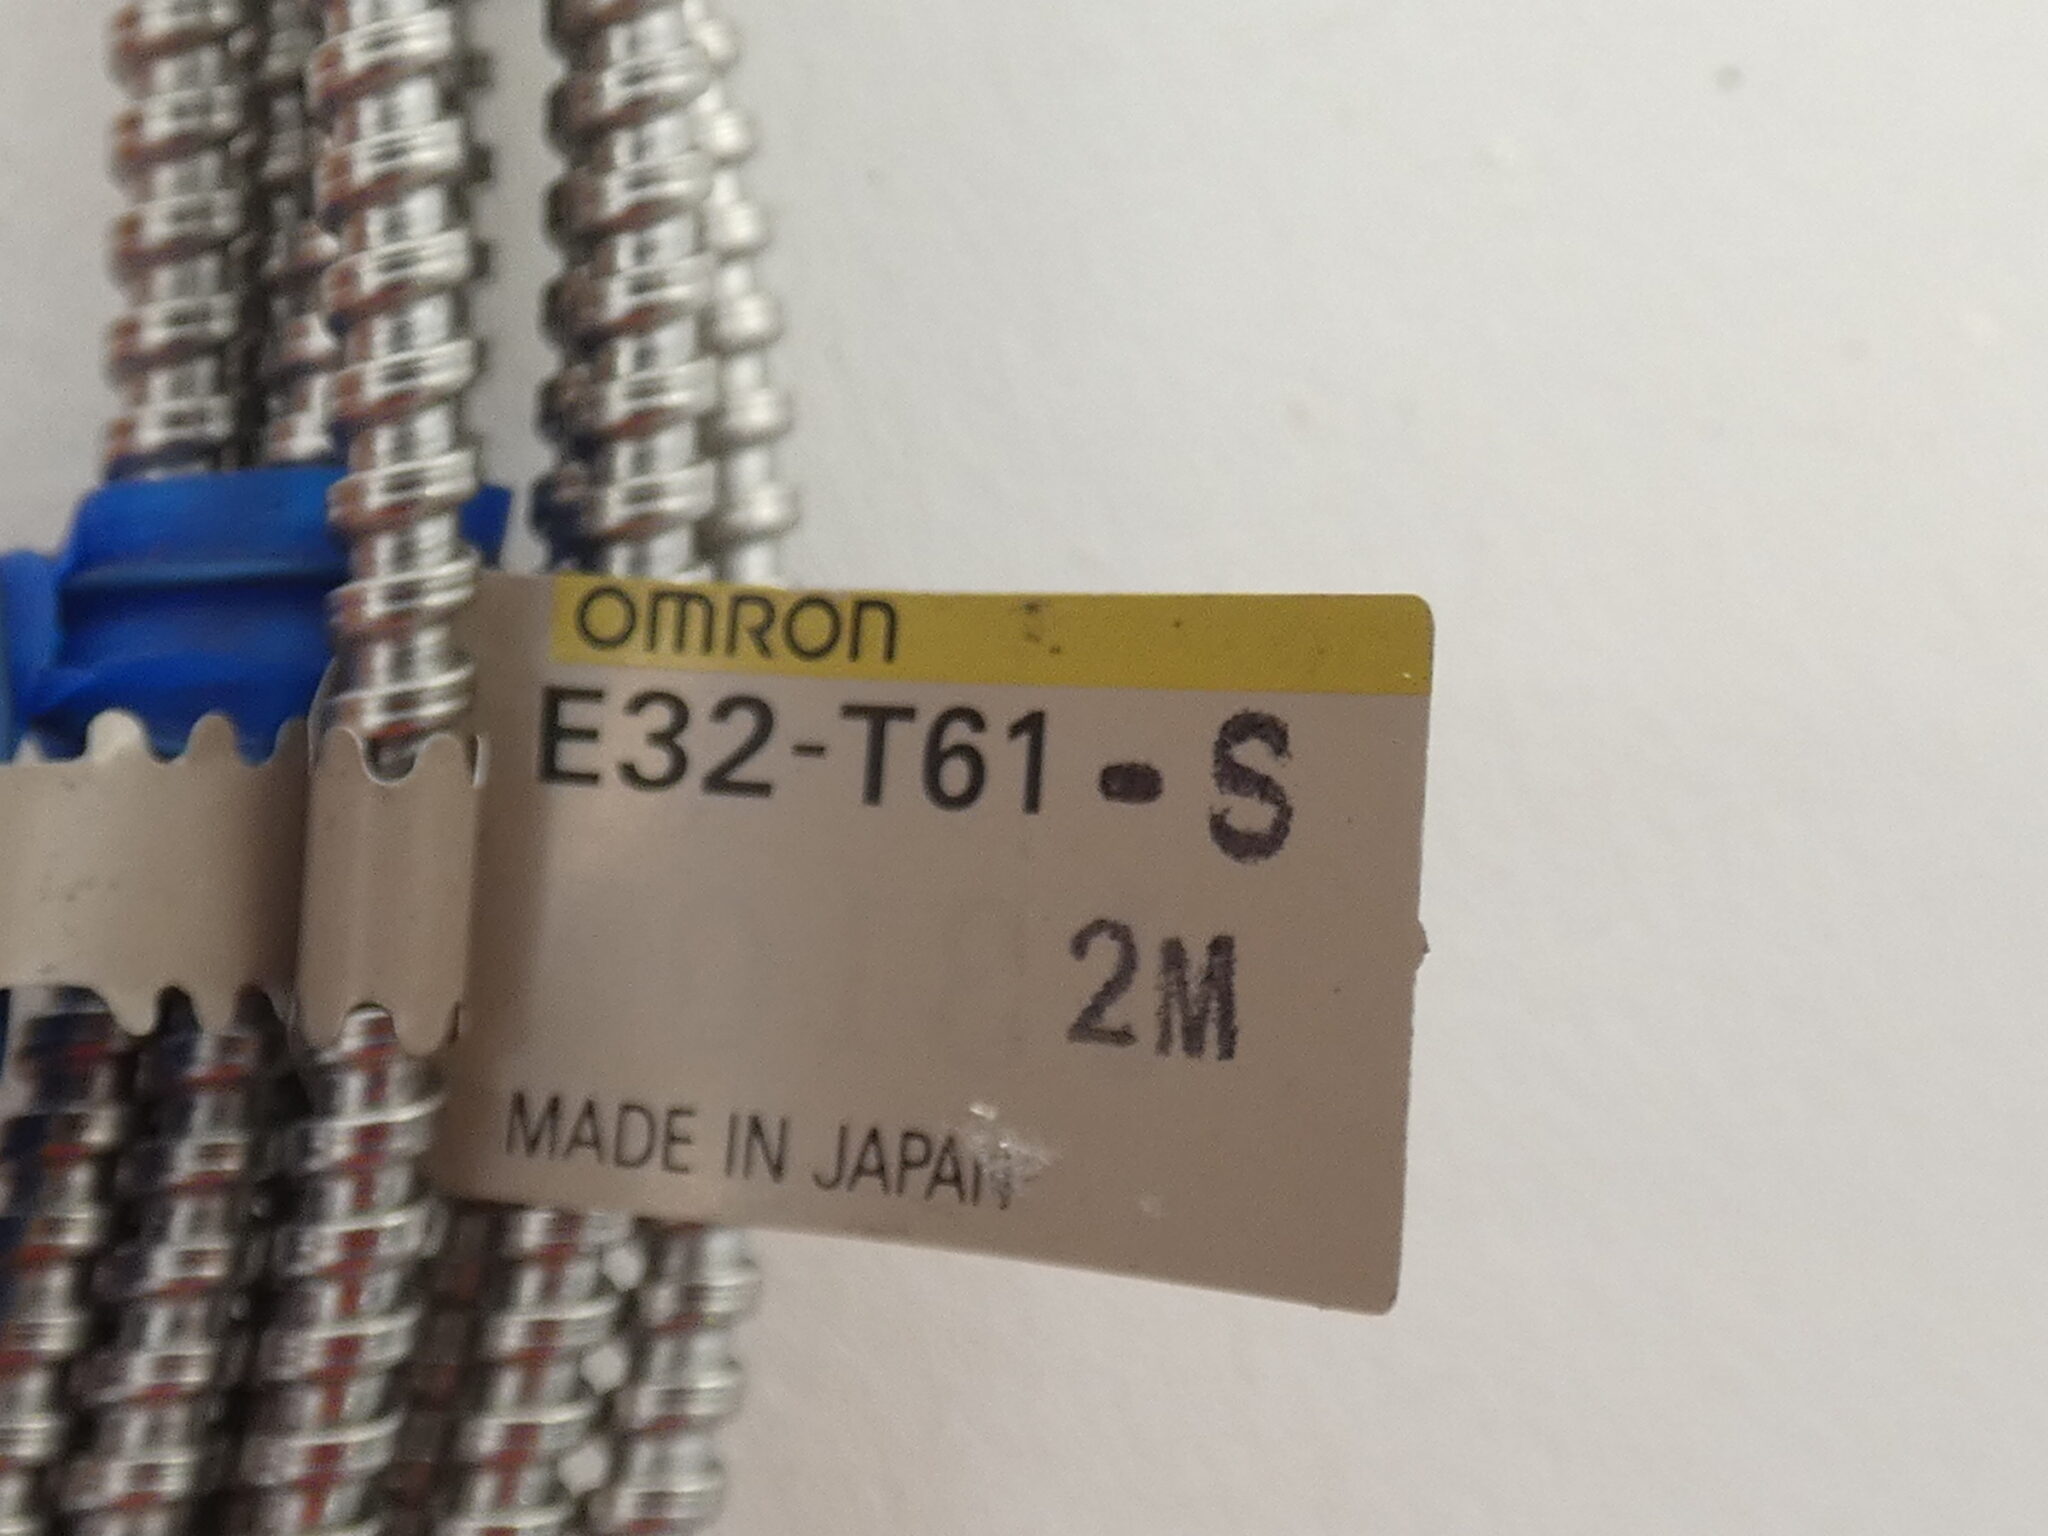 OMRON
E32-T61-S
2M
MADE IN JAPAN